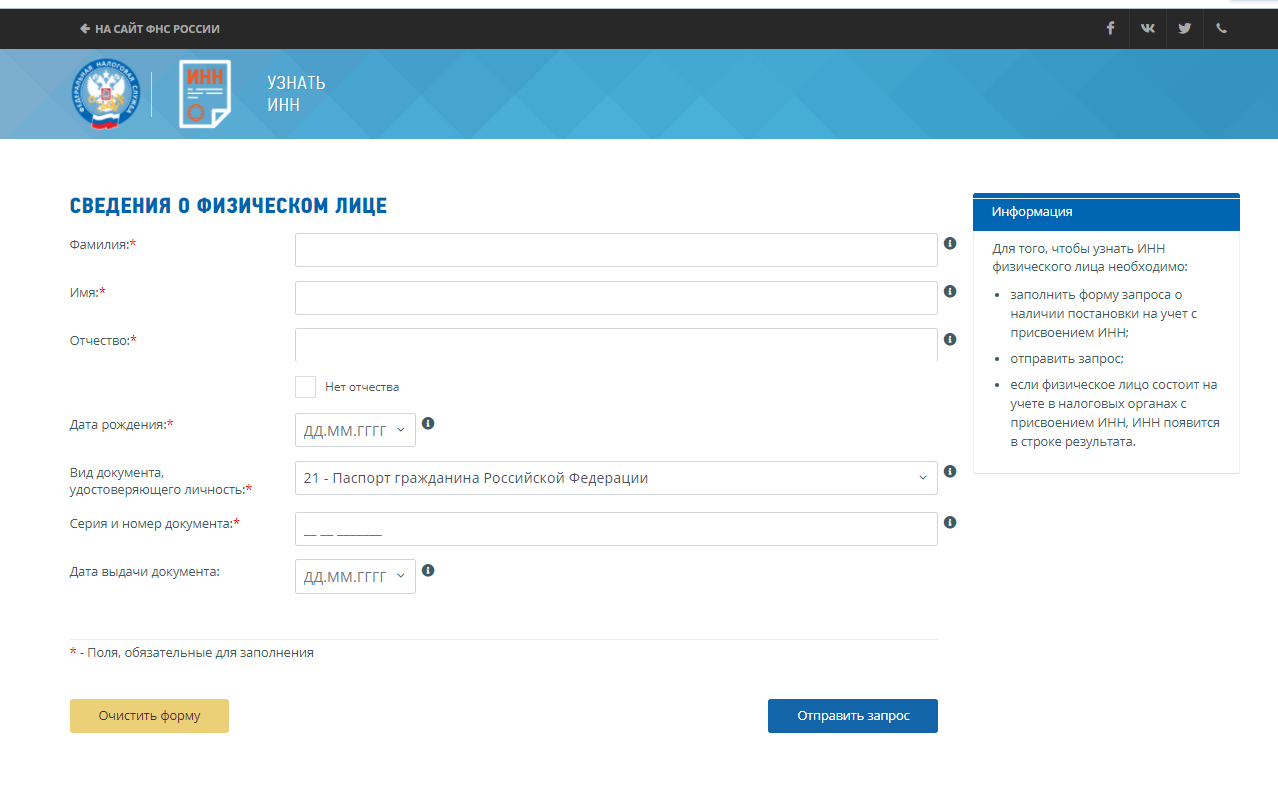 НА САЙТ ФНС РОССИИ
ФЕДЕРАЛЬНАЯ НАЛОГОВАЯ СЛУЖБА
ИНН
УЗНАТЬ
ИНН
СВЕДЕНИЯ О ФИЗИЧЕСКОМ ЛИЦЕ
Фамилия:*
Имя:*
Отчество:*
Нет отчества
Дата рождения:*
ДД.ММ.ГГГГ
Вид документа,
удостоверяющего личность:*
21 - Паспорт гражданина Российской Федерации
Серия и номер документа:*
__ __ _______
Дата выдачи документа:
ДД.ММ.ГГГГ
* - Поля, обязательные для заполнения
Очистить форму
Отправить запрос
Информация
Для того, чтобы узнать ИНН
физического лица необходимо:
• заполнить форму запроса о
наличии постановки на учет с
присвоением ИНН;
• отправить запрос;
• если физическое лицо состоит на
учете в налоговых органах с
присвоением ИНН, ИНН появится
в строке результата.